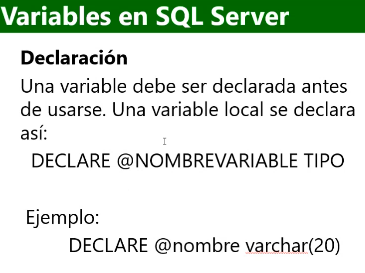 Variables en SQL Server
Declaración
Una variable debe ser declarada antes
de usarse. Una variable local se declara
así:
DECLARE @NOMBREVARIABLE TIPO
Ejemplo:
DECLARE @nombre varchar(20)